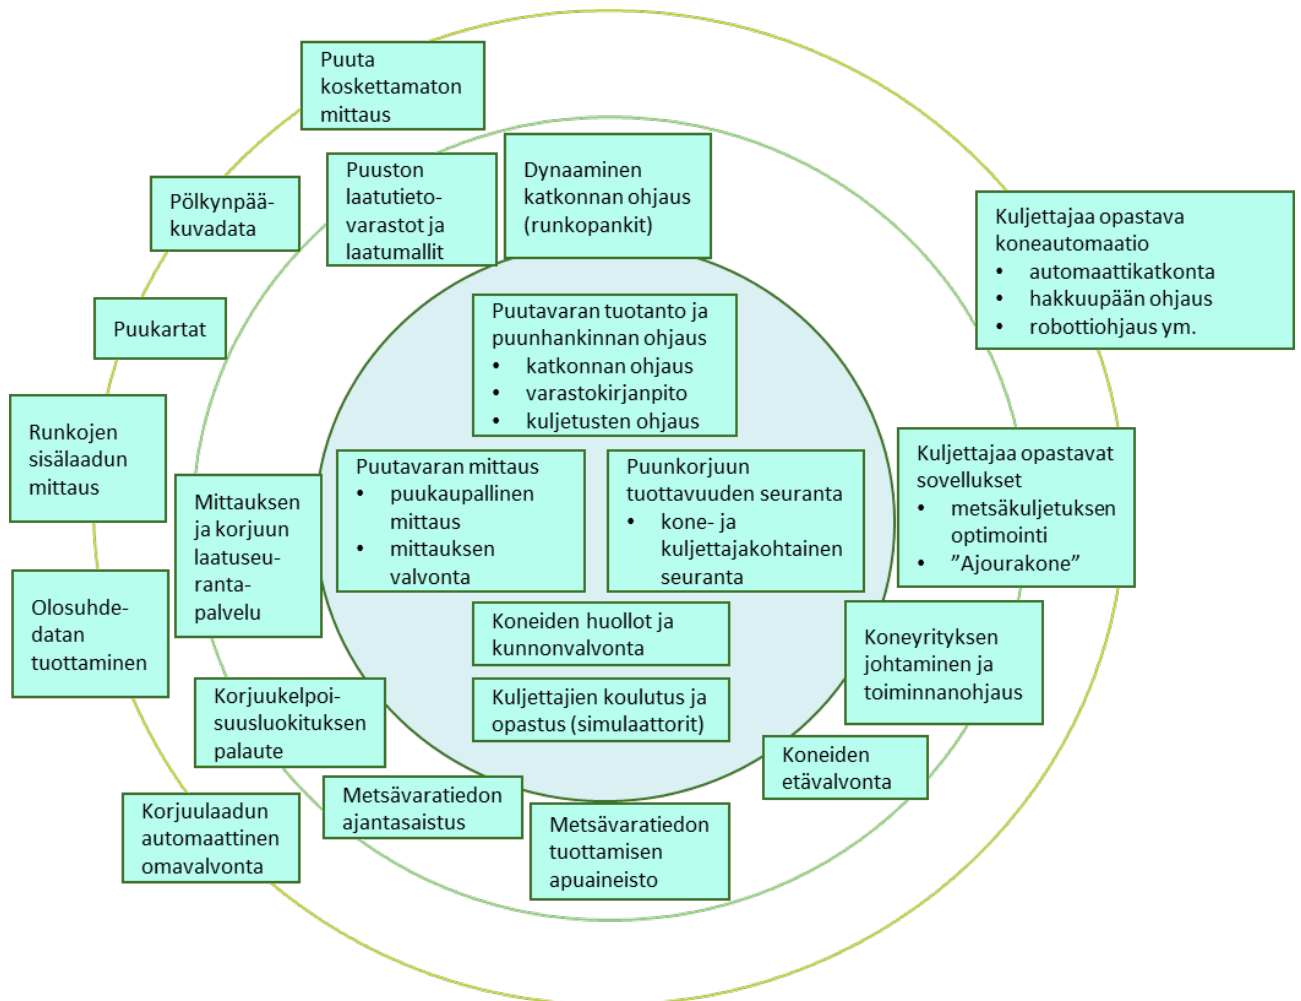 Puuta
koskettamaton
mittaus
Puuston
laatutieto-
varastot ja
laatumallit
Dynaaminen
katkonnan ohjaus
(runkopankit)
Pölkynpää-
kuvadata
Kuljettajaa opastava
koneautomaatio
• automaattikatkonta
• hakkuupään ohjaus
• robottiohjaus ym.
Puukartat
Putavaran tuotanto ja
puunhankinnan ohjaus
• katkonnan ohjaus
• varastokirjanpito
• kuljetusten ohjaus
Runkojen
sisälaadun
mittaus
Mittauksen
ja korjuun
laatuseu-
ranta-
palvelu
Puutavaran mittaus
• puukaupallinen
mittaus
• mittauksen
valvonta
Puunkorjuun
tuottavuuden seuranta
• kone- ja
kuljettajakohtainen
seuranta
Kuljettajaa opastavat
sovellukset
• metsäkuljetuksen
optimointi
• ”Ajourakone”
Olosuhde-
datan
tuottaminen
Koneiden huollot ja
kunnonvalvonta
Koneyrityksen
johtaminen ja
toiminnanohjaus
Korjuukelpoi-
suusluokituksen
palaute
Kuljettajien koulutus ja
opastus (simulaattorit)
Koneiden
etävalvonta
Korjuulaadun
automaattinen
omavalvonta
Metsävaratiedon
ajantasaistus
Metsävaratiedon
tuottamisen
apuaineisto